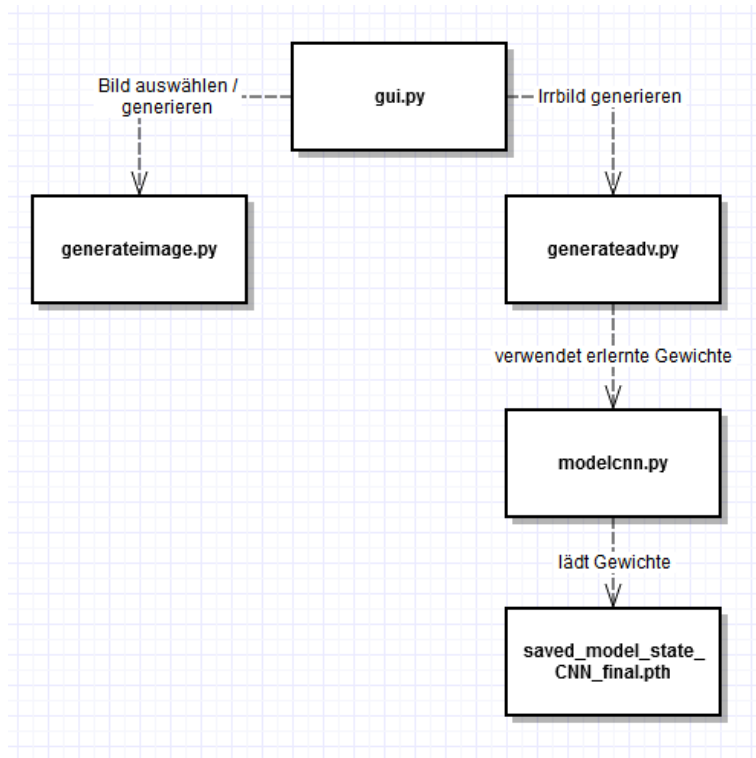 gui.py
Bild auswählen /
generieren
Irrbild generieren
generateimage.py
generateadv.py
verwendet erlernte Gewichte
modelcnn.py
lädt Gewichte
saved_model_state_
CNN_final.pth